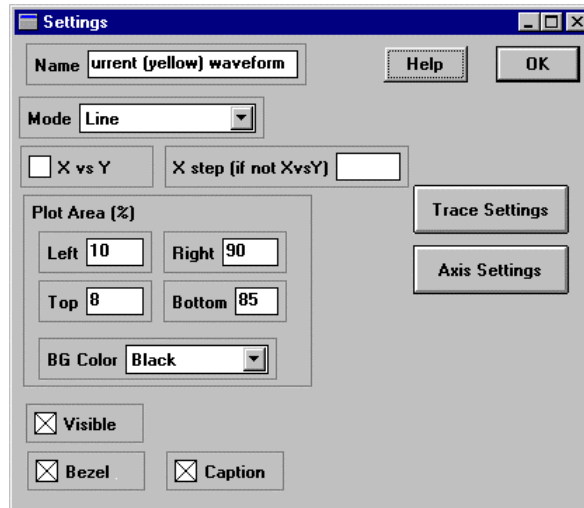 Settings
Name urrent (yellow) waveform
Help
OK
Mode Line
X vs Y
X step (if not XvsY)
Plot Area (%)
Left 10
Right 90
Top 8
Bottom 85
BG Color Black
Trace Settings
Axis Settings
Visible
Bezel
Caption